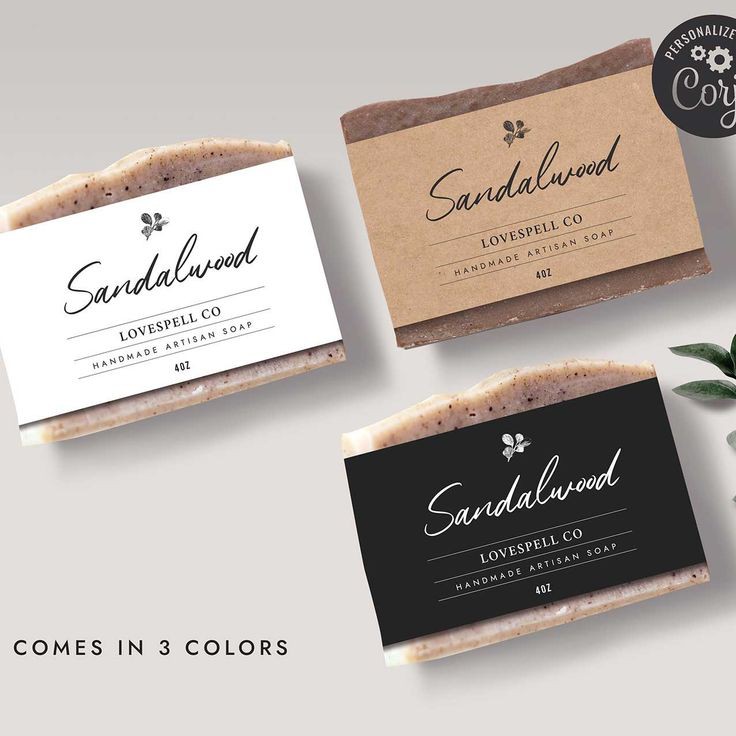 PERSONALIZE
Sandalwood
LOVESPELL CO
HANDMADE ARTISAN SOAP
4OZ
Sandalwood
LOVESPELL CO
HANDMADE ARTISAN SOAP
4OZ
Sandalwood
LOVESPELL CO
HANDMADE ARTISAN SOAP
4OZ
COMES IN 3 COLORS